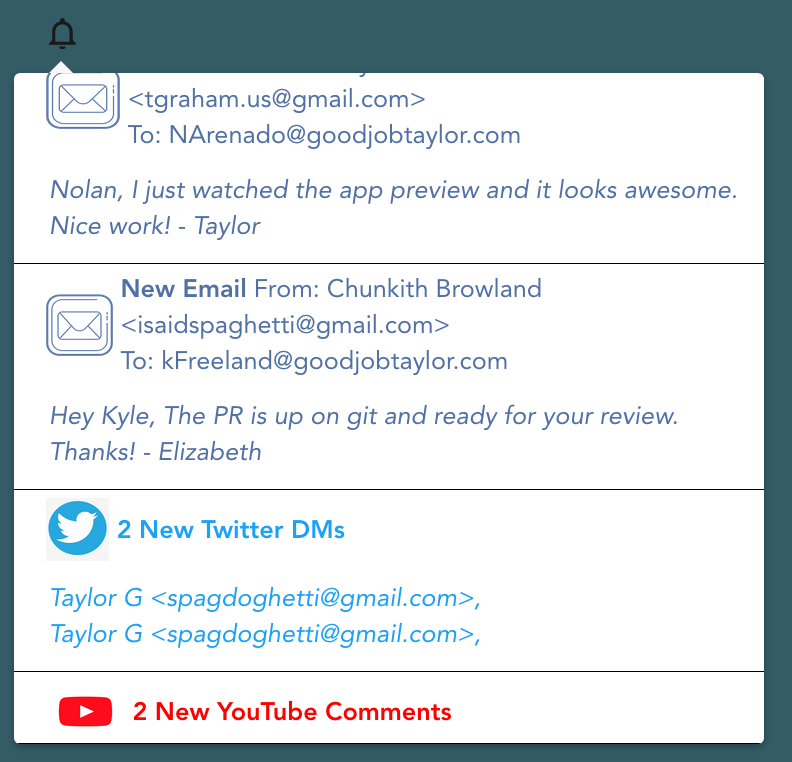 <tgraham.us@gmail.com>
To: NArenado@goodjobtaylor.com
Nolan, I just watched the app preview and it looks awesome.
Nice work! - Taylor
New Email From: Chunkith Browland
<isaidspaghetti@gmail.com>
To: kFreeland@goodjobtaylor.com
Hey Kyle, The PR is up on git and ready for your review.
Thanks! - Elizabeth
2 New Twitter DMs
Taylor G <spagdoghetti@gmail.com>,
Taylor G <spagdoghetti@gmail.com>,
2 New YouTube Comments